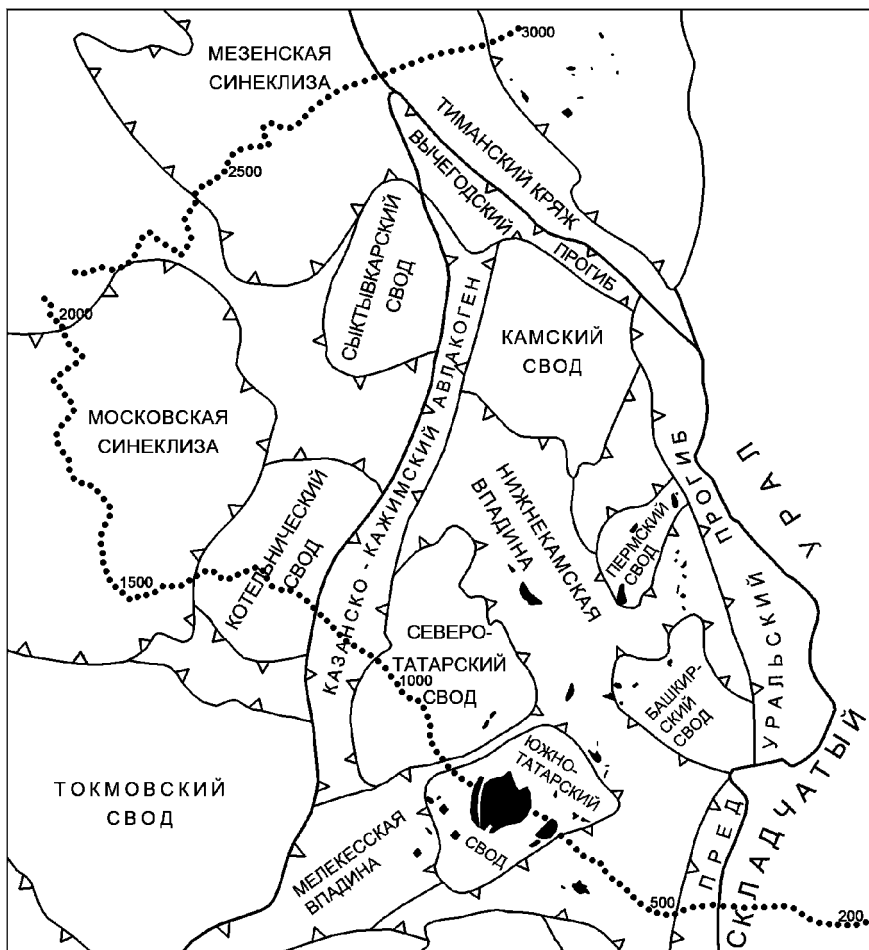 3000
МЕЗЕНСКАЯ
СИНЕКЛИЗА
ТИМАНСКИЙ КРЯЖ
ВЫЧЕГОДСКИЙ
ПРОГИБ
2500
СЫКТЫВКАРСКИЙ
СВОД
2000
КАМСКИЙ
СВОД
МОСКОВСКАЯ
СИНЕКЛИЗА
КАЗАНСКО - КАЖИМСКИЙ АВЛАКОГЕН
КОТЕЛЬНИЧЕСКИЙ
СВОД
НИЖНЕКАМСКАЯ
ВПАДИНА
ПЕРМСКИЙ
СВОД
ПРЕД
УРАЛЬСКИЙ
ПРОГИБ
СКЛАДЧАТЫЙ
УРАЛ
1500
СЕВЕРО-
ТАТАРСКИЙ
СВОД
1000
БАШКИР-
СКИЙ
СВОД
ТОКМОВСКИЙ
СВОД
ЮЖНО-
ТАТАРСКИЙ
СВОД
МЕЛЕКЕССКАЯ
ВПАДИНА
500
200